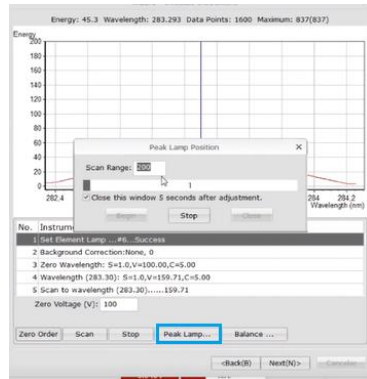 Energy: 45.3 Wavelength: 283.293 Data Points: 1600 Maximum: 837(837)
Energy
200
180
160
140
120
100
80
60
40
20
0
Peak Lamp Position
Scan Range: 200
1
Close this window 5 seconds after adjustment.
Begin Stop Close
282,4 284 284,2
Wavelength (nm)
No. Instrum
1 Set Element Lamp ...#6...Success
2 Background Correction:None, 0
3 Zero Wavelength: S=1.0,V=100.00,C=5.00
4 Wavelength (283.30): S=1.0,V=159.71,C=5.00
5 Scan to wavelength (283.30)......159.71
Zero Voltage (V): 100
Zero Order Scan Stop Peak Lamp... Balance ...
<Back(B) Next(N)> Cancel(C)